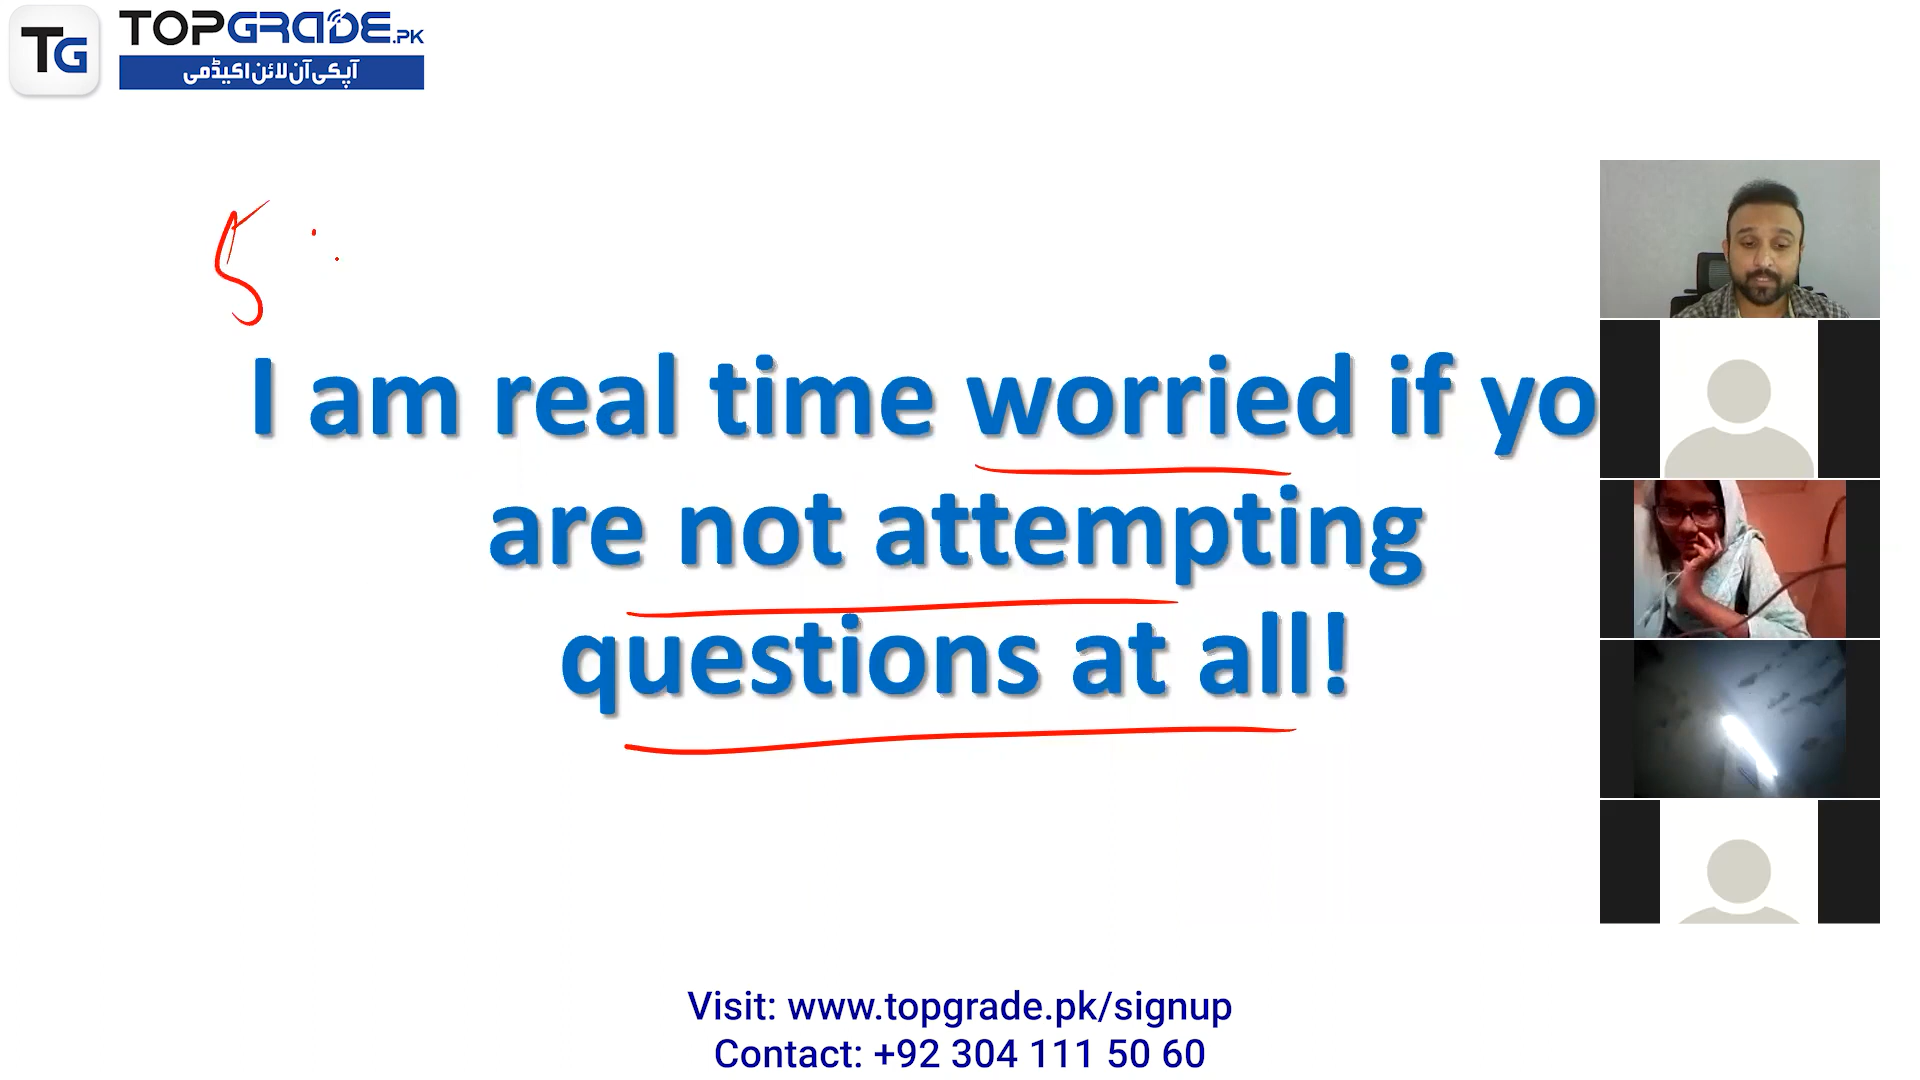 TG
TOPGRADE.PK
آپکی آن لائن اکیڈمی
5
I am real time worried if yo
are not attempting
questions at all!
Visit: www.topgrade.pk/signup
Contact: +92 304 111 50 60